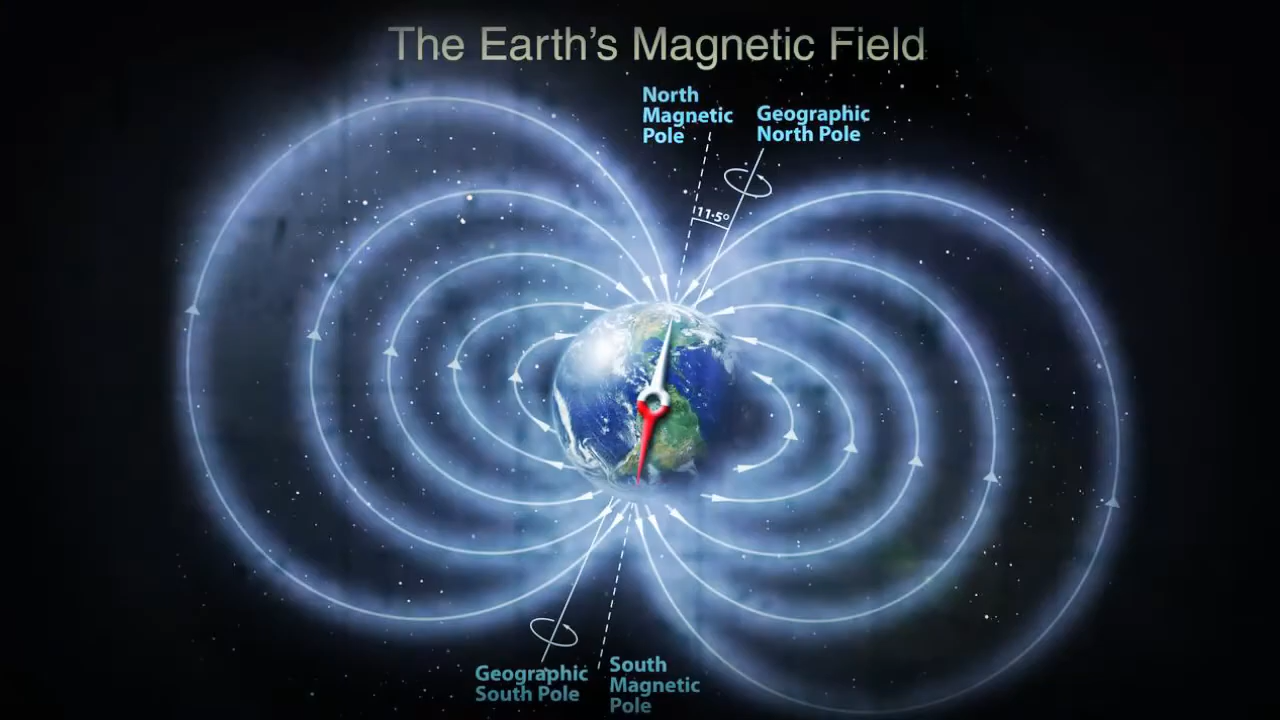 The Earth's Magnetic Field
North
Magnetic
Pole
Geographic
North Pole
11·5°
Geographic
South Pole
South
Magnetic
Pole